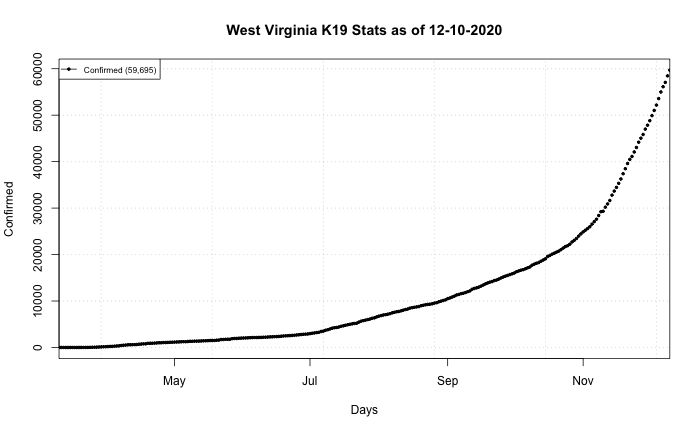 West Virginia K19 Stats as of 12-10-2020
Confirmed (59,695)
60000
50000
40000
30000
20000
10000
0
Confirmed
May Jul Sep Nov
Days